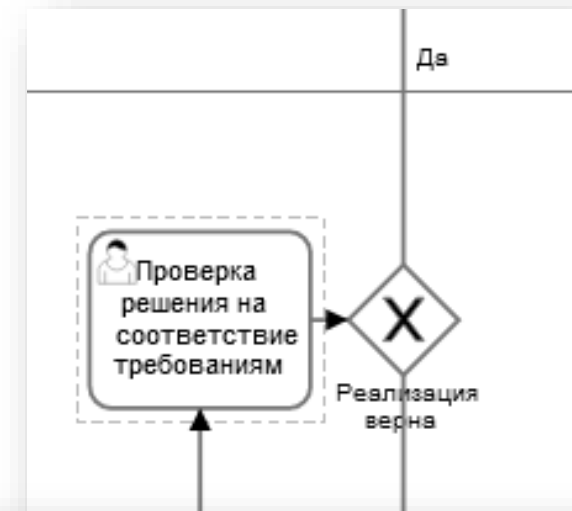 Да
Проверка
решения на
соответствие
требованиям
Реализация
верна